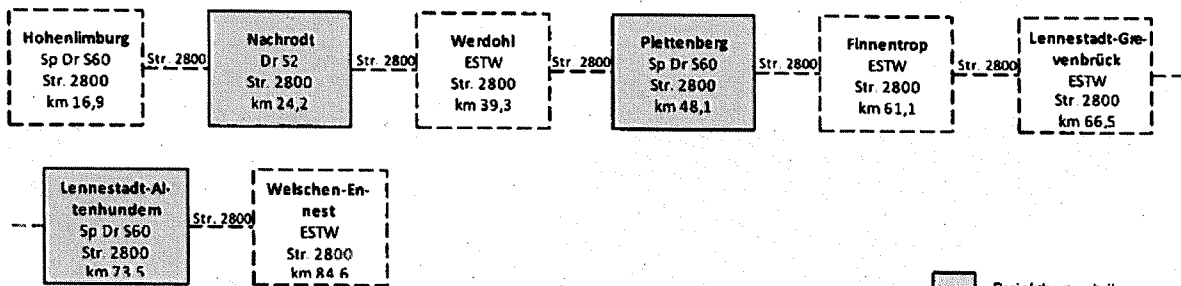 Hohenlimburg
Sp Dr S60
Str. 2800
km 16,9
Str. 2800
Nachrodt
Dr S2
Str. 2800
km 24,2
Str. 2800
Werdohl
ESTW
Str. 2800
km 39,3
Str. 2800
Plettenberg
Sp Dr S60
Str. 2800
km 48,1
Str. 2800
Finnentrop
ESTW
Str. 2800
km 61,1
Str. 2800
Lennestadt-Gre-
venbrück
ESTW
Str. 2800
km 66,5
Lennestadt-Al-
tenhundem
Sp Dr S60
Str. 2800
km 73,5
Str. 2800
Welschen-En-
nest
ESTW
Str. 2800
km 84,6